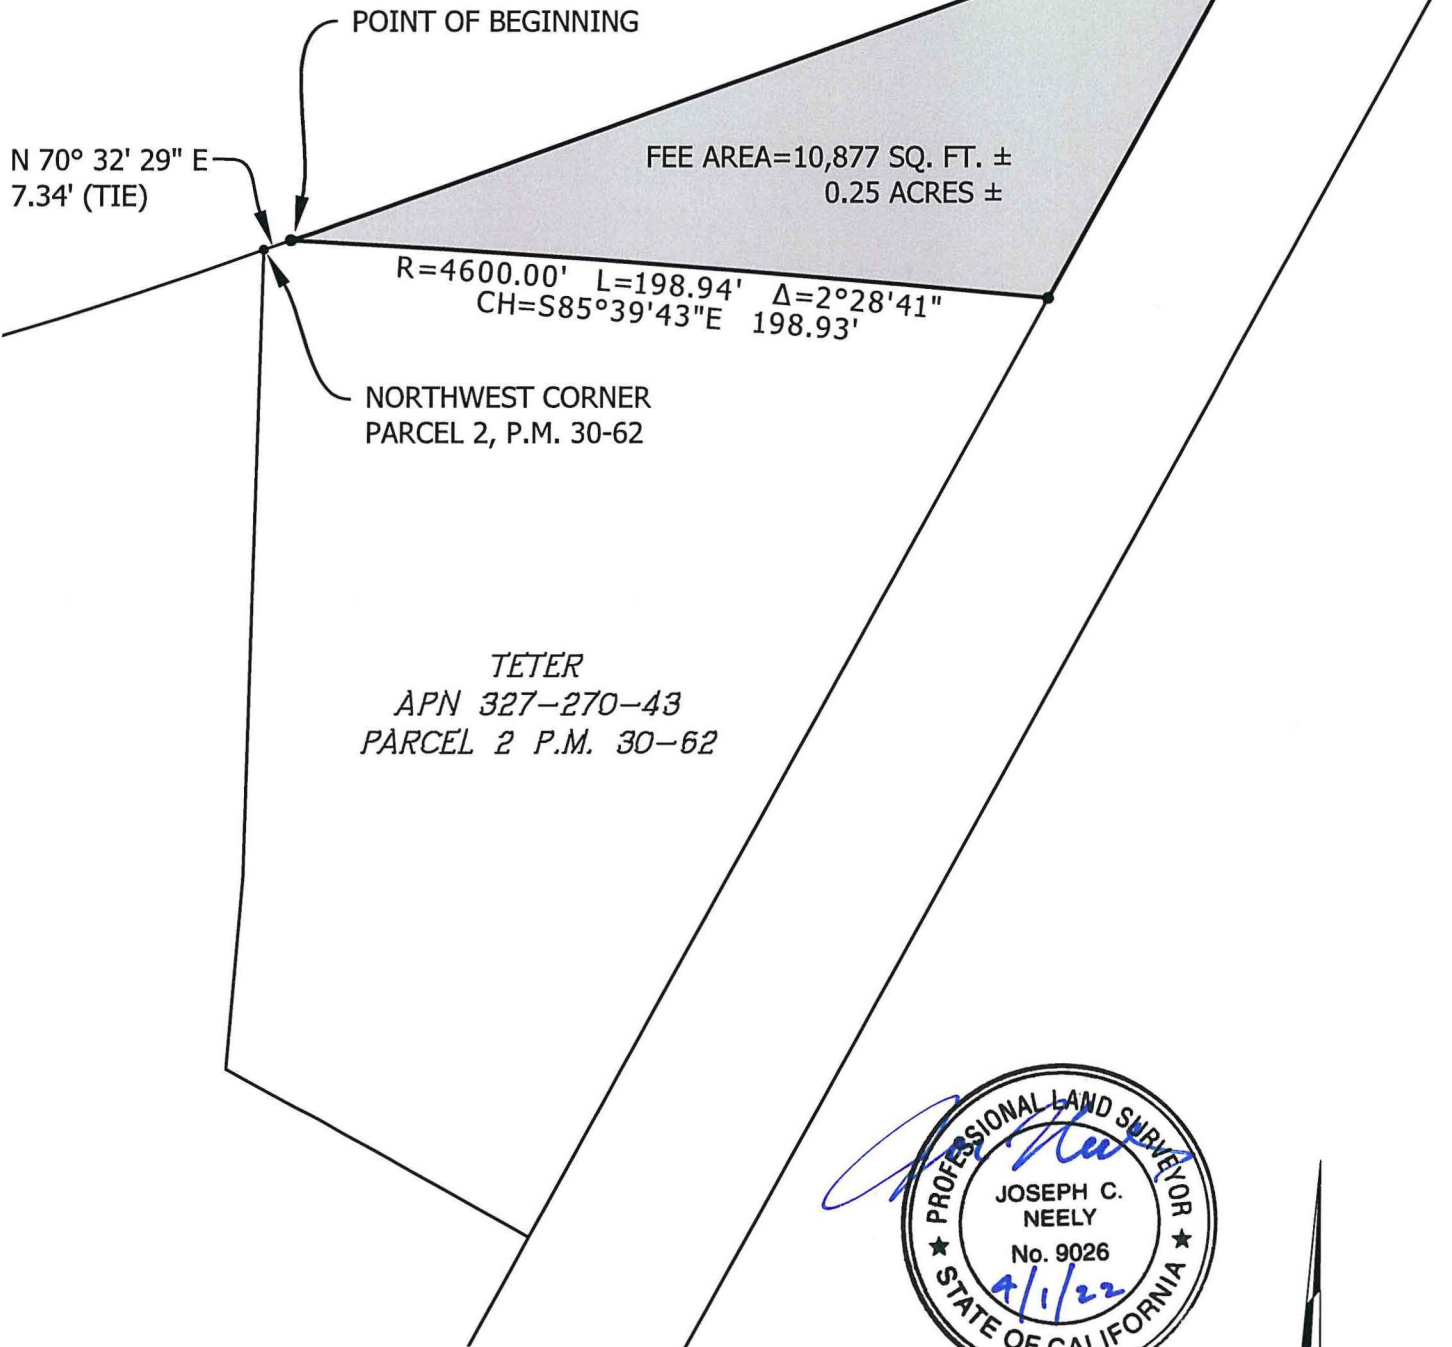 POINT OF BEGINNING
N 70° 32' 29" E
7.34' (TIE)
FEE AREA=10,877 SQ. FT. ±
0.25 ACRES ±
R=4600.00' L=198.94' Δ=2°28'41"
CH=S85°39'43"E 198.93'
NORTHWEST CORNER
PARCEL 2, P.M. 30-62
TETER
APN 327-270-43
PARCEL 2 P.M. 30-62
PROFESSIONAL LAND SURVEYOR
JOSEPH C.
NEELY
No. 9026
4/1/22
STATE OF CALIFORNIA